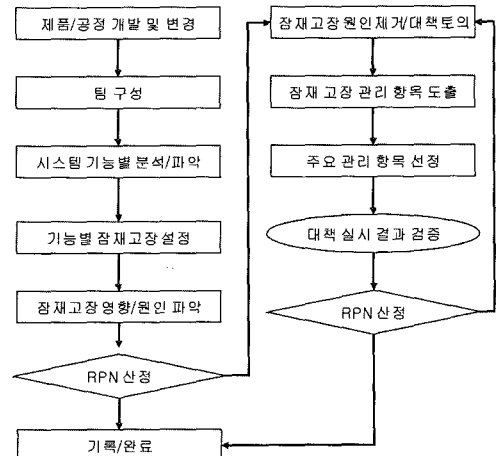 제품/공정 개발 및 변경
팀 구성
시스템 기능별 분석/파악
기능별 잠재고장 설정
잠재고장 영향/원인 파악
RPN 산정
기록/완료
잠재고장 원인제거/대책토의
잠재 고장 관리 항목 도출
주요 관리 항목 선정
대책 실시 결과 검증
RPN 산정